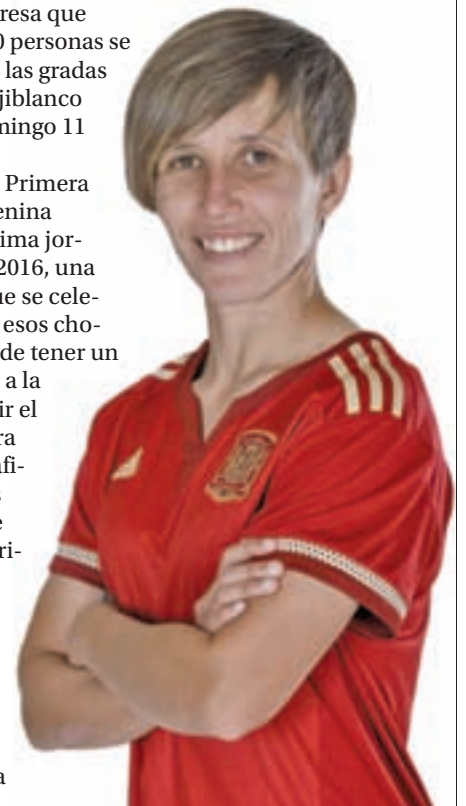 resa que
0 personas se
las gradas
jiblanco
mingo 11
Primera
enina
ima jor-
2016, una
ue se cele-
esos cho-
de tener un
a la
ir el
ra
afi-
s
e
ri-
a